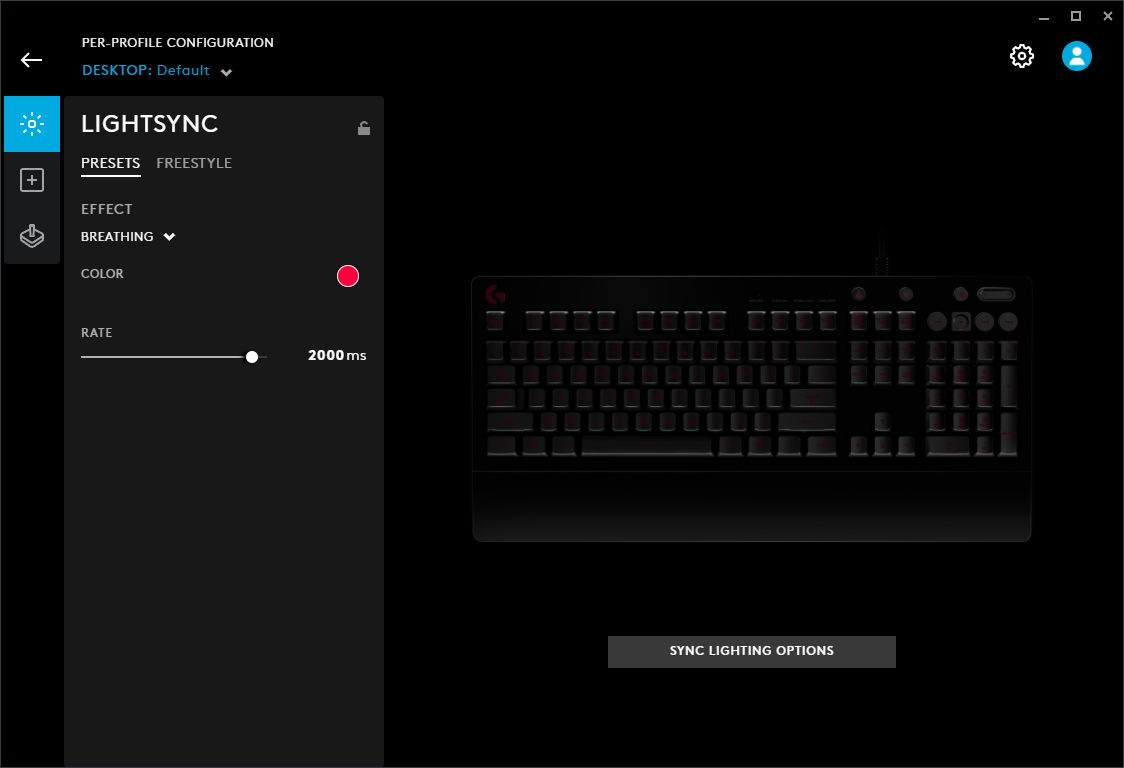 PER-PROFILE CONFIGURATION
DESKTOP: Default
LIGHTSYNC
PRESETS FREESTYLE
EFFECT
BREATHING
COLOR
RATE
2000 ms
SYNC LIGHTING OPTIONS